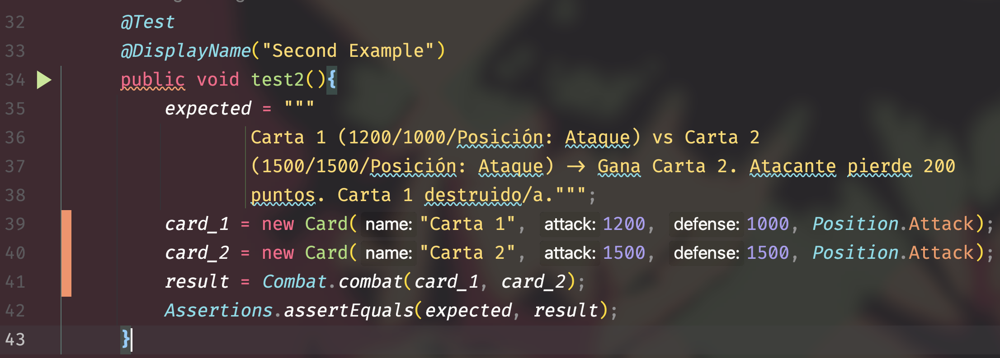 32 @Test
33 @DisplayName("Second Example")
34 public void test2(){
35 expected = """
36 Carta 1 (1200/1000/Posición: Ataque) vs Carta 2
37 (1500/1500/Posición: Ataque) -> Gana Carta 2. Atacante pierde 200
38 puntos. Carta 1 destruido/a.""";
39 card_1 = new Card( name: "Carta 1", attack: 1200, defense: 1000, Position.Attack);
40 card_2 = new Card( name: "Carta 2", attack: 1500, defense: 1500, Position.Attack);
41 result = Combat.combat(card_1, card_2);
42 Assertions.assertEquals(expected, result);
43 }